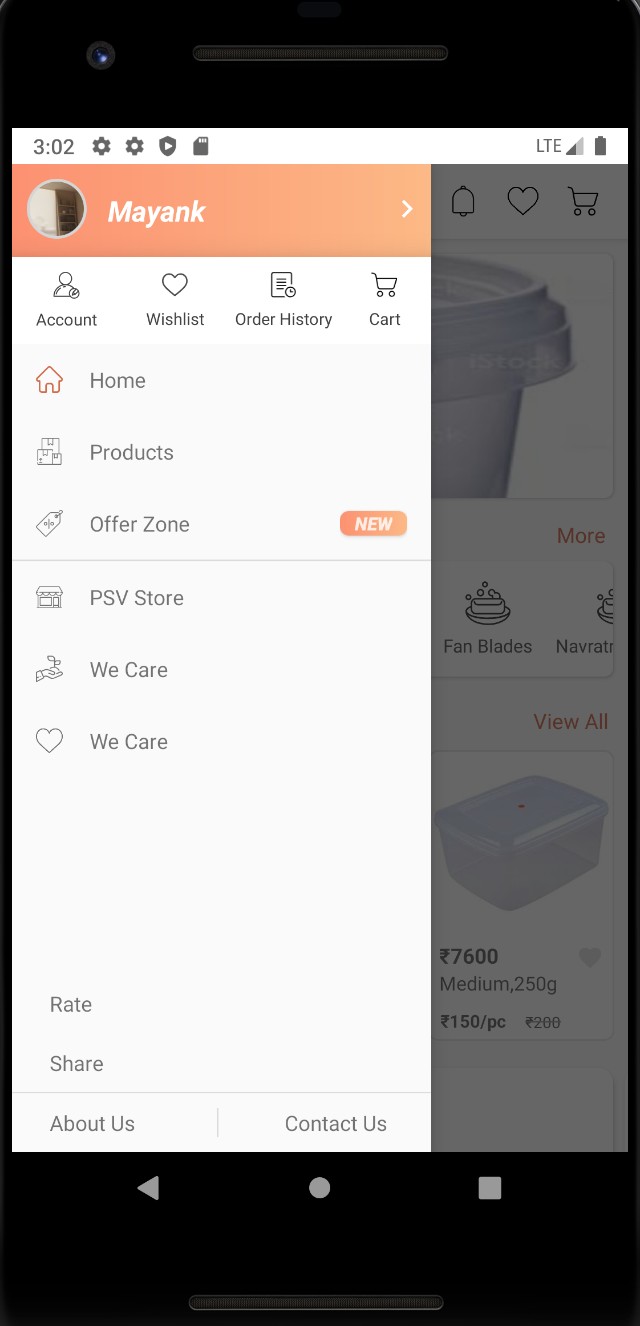 3:02 LTE
Mayank
Account Wishlist Order History Cart
Home
Products
Offer Zone NEW
PSV Store
We Care
We Care
Rate
Share
About Us Contact Us
iStock
More
Fan Blades
View All
₹7600
Medium,250g
₹150/pc ₹200